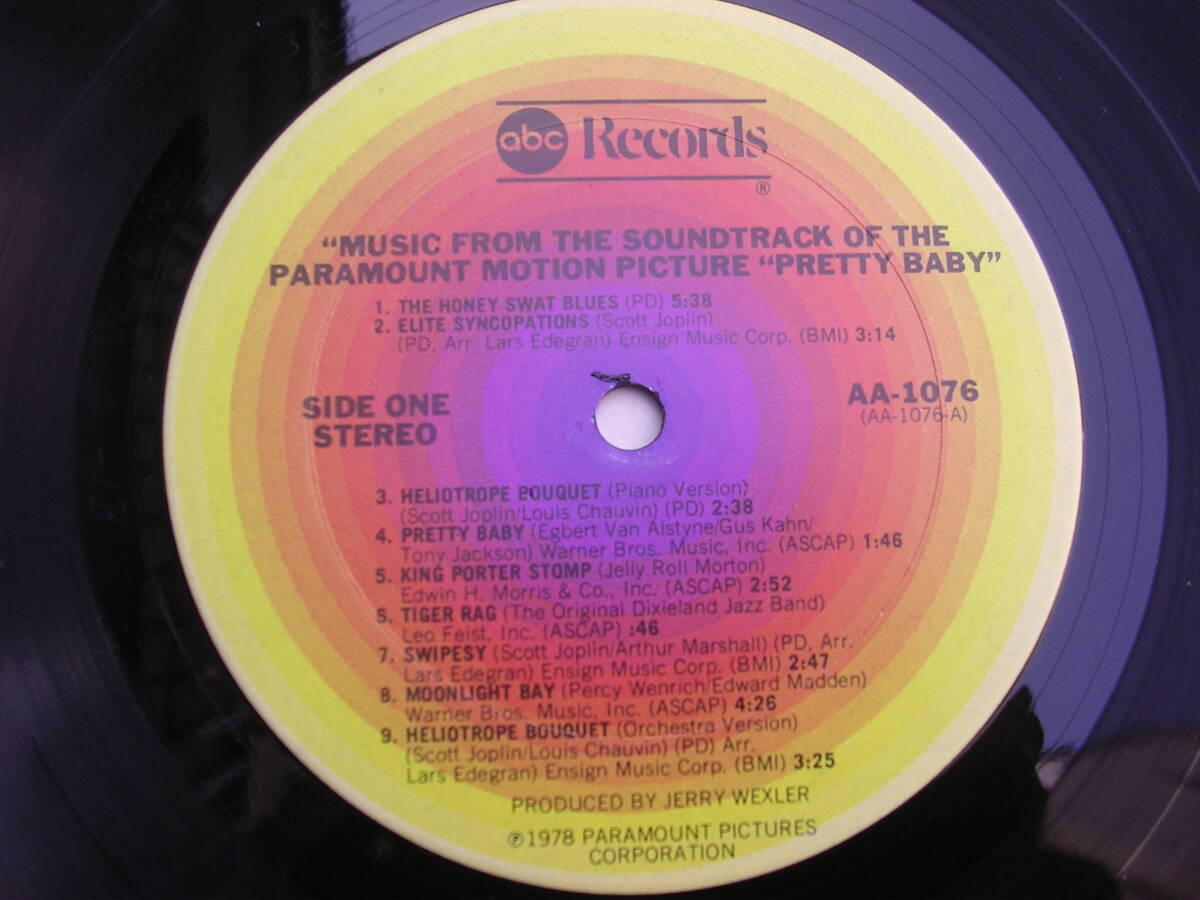 abc Records
®
"MUSIC FROM THE SOUNDTRACK OF THE
PARAMOUNT MOTION PICTURE "PRETTY BABY"
1. THE HONEY SWAT BLUES (PD) 5:38
2. ELITE SYNCOPATIONS (Scott Joplin)
(PD, Arr. Lars Edegran) Ensign Music Corp. (BMI) 3:14
SIDE ONE
STEREO
AA-1076
(AA-1076-A)
3. HELIOTROPE BOUQUET (Piano Version)
(Scott Joplin/Louis Chauvin) (PD) 2:38
4. PRETTY BABY (Egbert Van Alstyne/Gus Kahn/
Tony Jackson) Warner Bros. Music, Inc. (ASCAP) 1:46
5. KING PORTER STOMP (Jelly Roll Morton)
Edwin H. Morris & Co., Inc. (ASCAP) 2:52
6. TIGER RAG (The Original Dixieland Jazz Band)
Leo Feist, Inc. (ASCAP) :46
7. SWIPESY (Scott Joplin/Arthur Marshall) (PD, Arr.
Lars Edegran) Ensign Music Corp. (BMI) 2:47
8. MOONLIGHT BAY (Percy Wenrich/Edward Madden)
Warner Bros. Music, Inc. (ASCAP) 4:26
9. HELIOTROPE BOUQUET (Orchestra Version)
(Scott Joplin/Louis Chauvin) (PD) Arr.
Lars Edegran) Ensign Music Corp. (BMI) 3:25
PRODUCED BY JERRY WEXLER
℗1978 PARAMOUNT PICTURES
CORPORATION